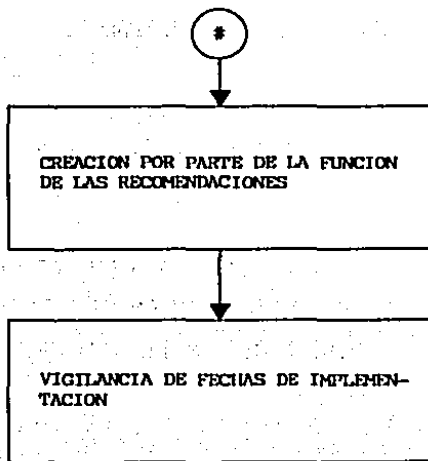 #
CREACION POR PARTE DE LA FUNCION
DE LAS RECOMENDACIONES
VIGILANCIA DE FECHAS DE IMPLEMEN-
TACION